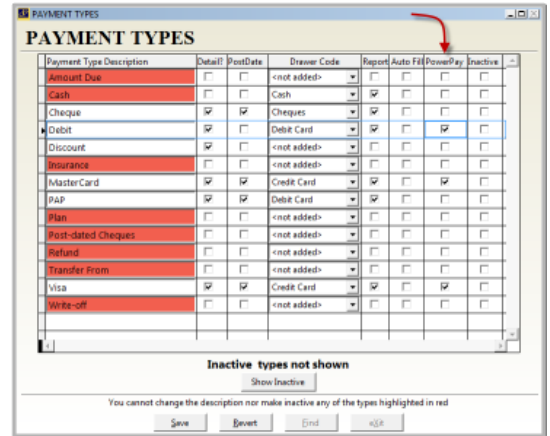 PAYMENT TYPES
PAYMENT TYPES
Payment Type Description Detail? PostDate Drawer Code Report Auto Fill PowerPay Inactive
Amount Due <not added>
Cash Cash
Cheque Cheques
Debit Debit Card
Discount <not added>
Insurance <not added>
MasterCard Credit Card
PAP Debit Card
Plan <not added>
Post-dated Cheques <not added>
Refund <not added>
Transfer From <not added>
Visa Credit Card
Write-off <not added>
Inactive types not shown
Show Inactive
You cannot change the description nor make inactive any of the types highlighted in red
Save Revert Find eXit